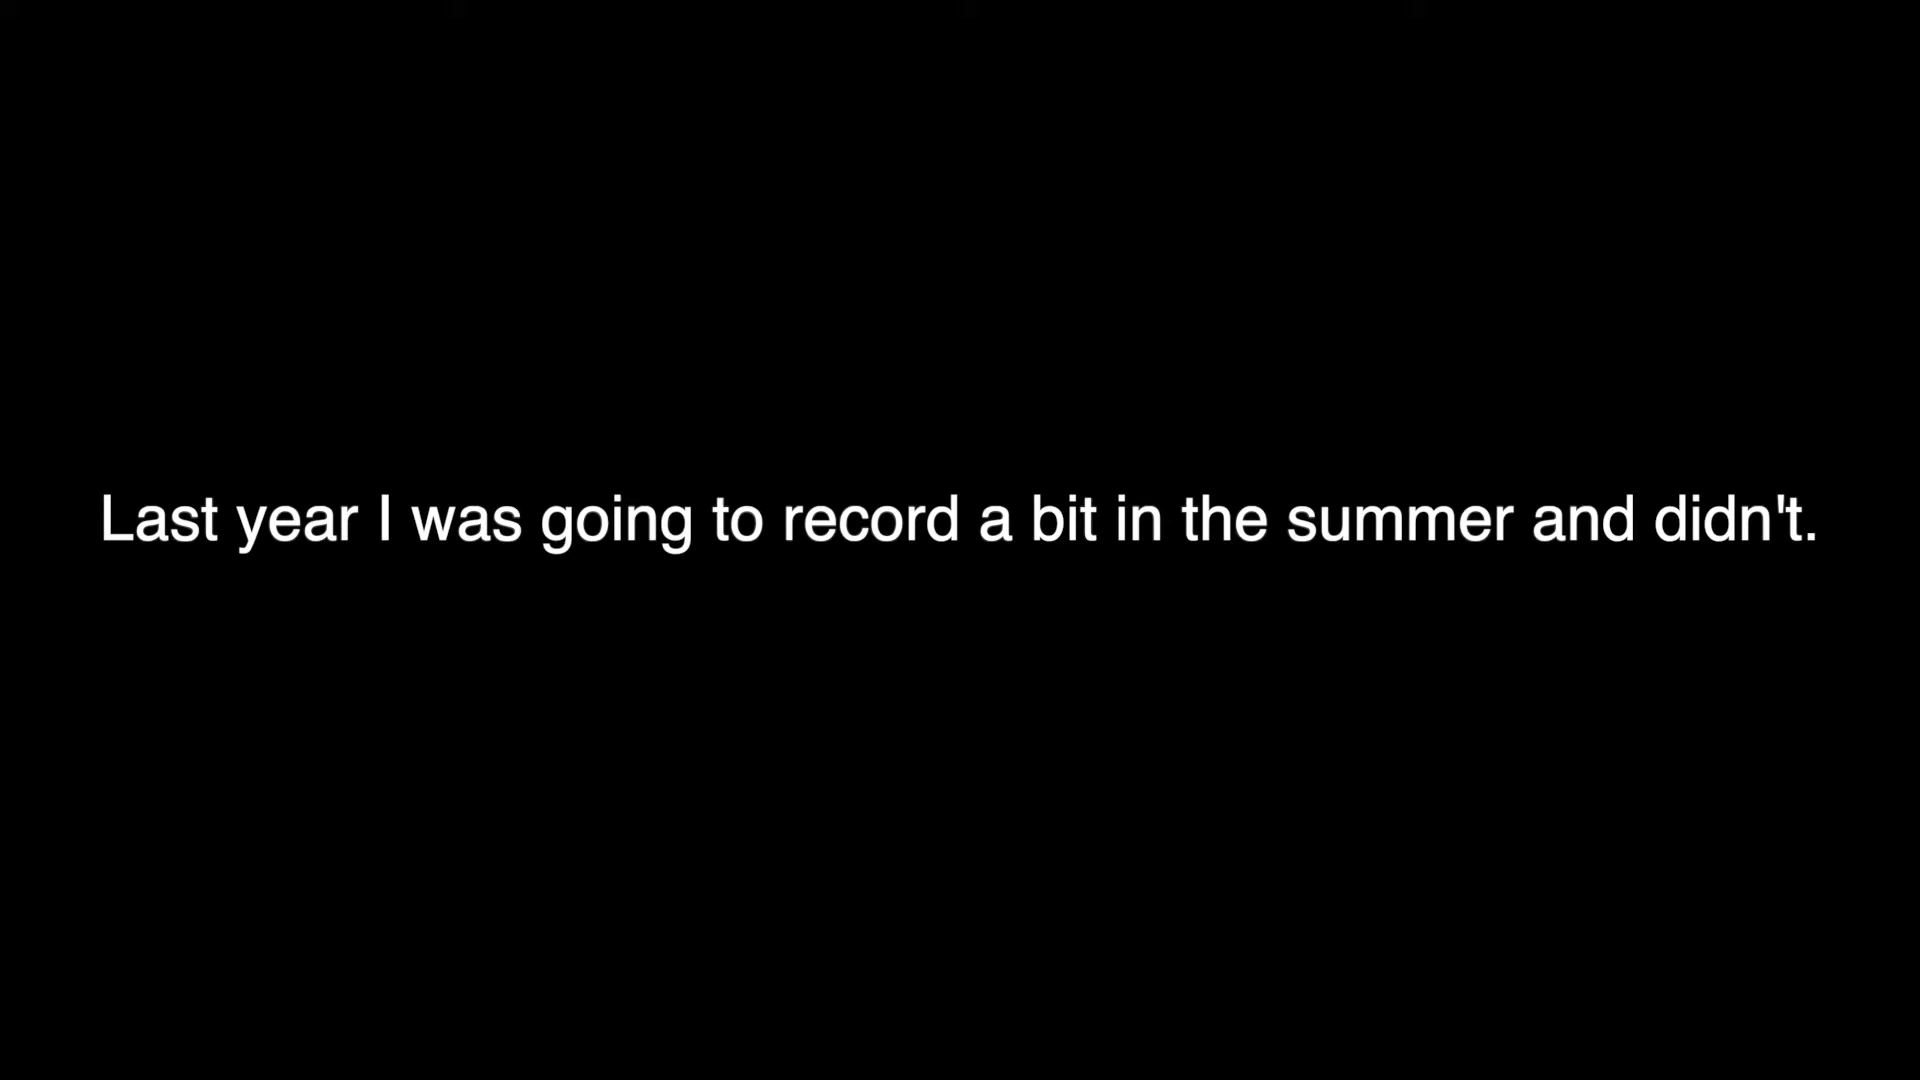 Last year I was going to record a bit in the summer and didn't.